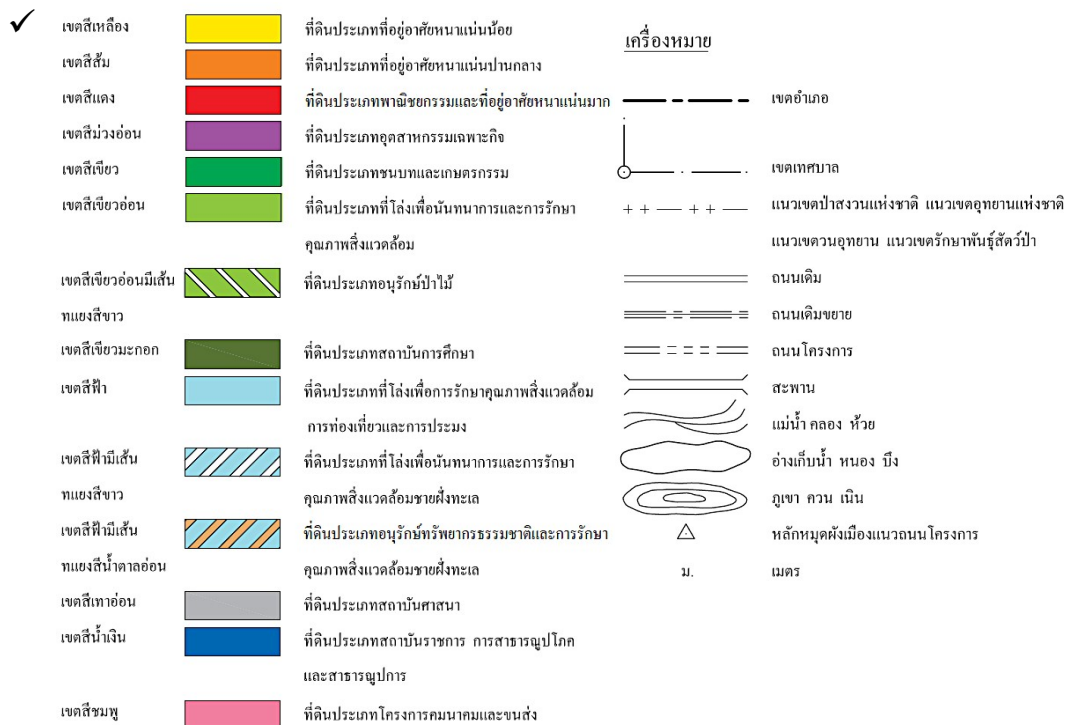 เขตสีเหลือง ที่ดินประเภทที่อยู่อาศัยหนาแน่นน้อย
เขตสีส้ม ที่ดินประเภทที่อยู่อาศัยหนาแน่นปานกลาง
เขตสีแดง ที่ดินประเภทพาณิชยกรรมและที่อยู่อาศัยหนาแน่นมาก
เขตสีม่วงอ่อน ที่ดินประเภทอุตสาหกรรมเฉพาะกิจ
เขตสีเขียว ที่ดินประเภทชนบทและเกษตรกรรม
เขตสีเขียวอ่อน ที่ดินประเภทที่โล่งเพื่อนันทนาการและการรักษา
คุณภาพสิ่งแวดล้อม
เขตสีเขียวอ่อนมีเส้น ที่ดินประเภทอนุรักษ์ป่าไม้
ทแยงสีขาว
เขตสีเขียวมะกอก ที่ดินประเภทสถาบันการศึกษา
เขตสีฟ้า ที่ดินประเภทที่โล่งเพื่อการรักษาคุณภาพสิ่งแวดล้อม
การท่องเที่ยวและการประมง
เขตสีฟ้ามีเส้น ที่ดินประเภทที่โล่งเพื่อนันทนาการและการรักษา
ทแยงสีขาว คุณภาพสิ่งแวดล้อมชายฝั่งทะเล
เขตสีฟ้ามีเส้น ที่ดินประเภทอนุรักษ์ทรัพยากรธรรมชาติและการรักษา
ทแยงสีน้ำตาลอ่อน คุณภาพสิ่งแวดล้อมชายฝั่งทะเล
เขตสีเทาอ่อน ที่ดินประเภทสถาบันศาสนา
เขตสีน้ำเงิน ที่ดินประเภทสถาบันราชการ การสาธารณูปโภค
และสาธารณูปการ
เขตสีชมพู ที่ดินประเภทโครงการคมนาคมและขนส่ง
เครื่องหมาย
เขตอำเภอ
เขตเทศบาล
แนวเขตป่าสงวนแห่งชาติ แนวเขตอุทยานแห่งชาติ
แนวเขตวนอุทยาน แนวเขตรักษาพันธุ์สัตว์ป่า
ถนนเดิม
ถนนเดิมขยาย
ถนนโครงการ
สะพาน
แม่น้ำ คลอง ห้วย
อ่างเก็บน้ำ หนอง บึง
ภูเขา ควน เนิน
หลักหมุดผังเมืองแนวถนนโครงการ
ม. เมตร